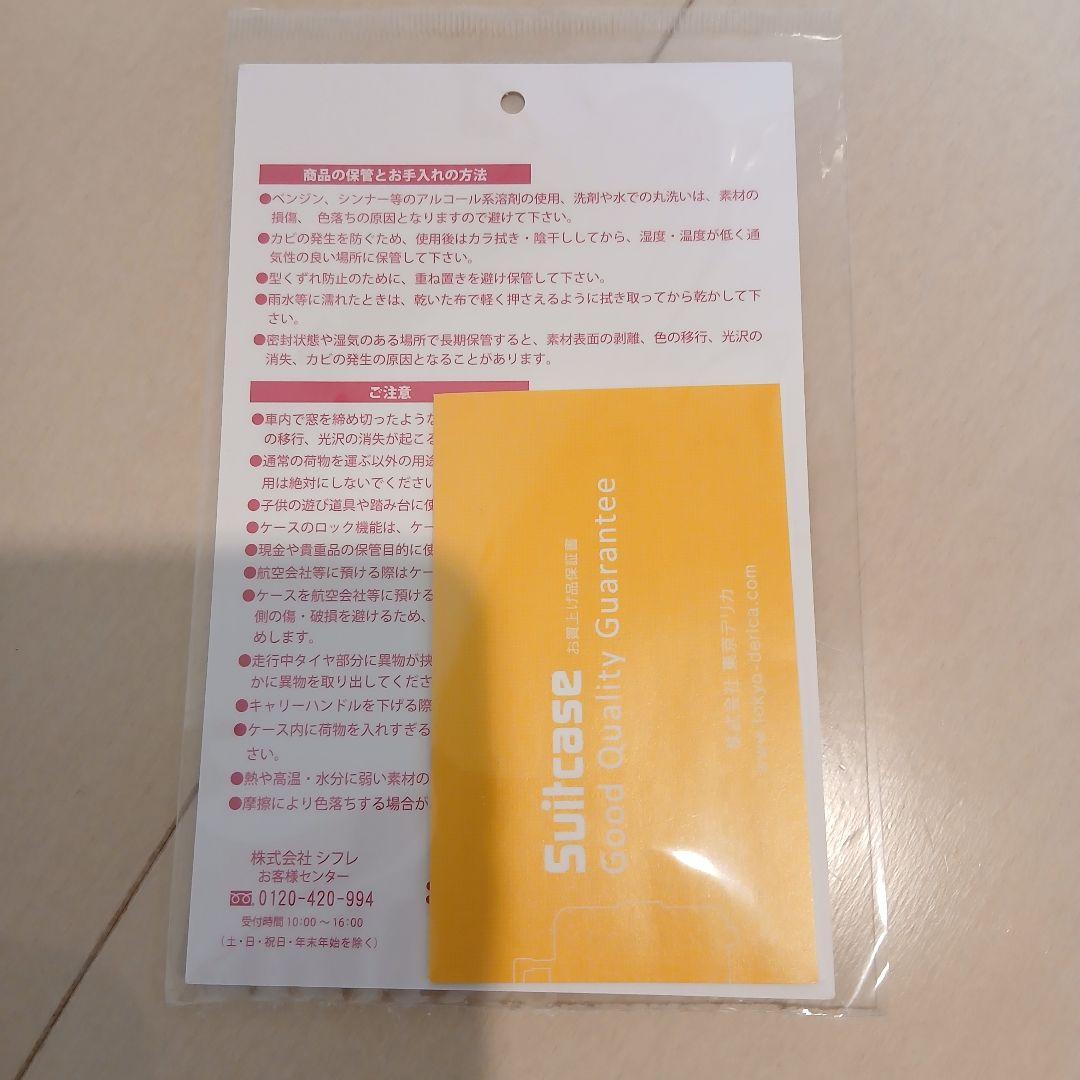 商品の保管とお手入れの方法
●ベンジン、シンナー等のアルコール系溶剤の使用、洗剤や水での丸洗いは、素材の
損傷、 色落ちの原因となりますので避けて下さい。
●カビの発生を防ぐため、使用後はカラ拭き・陰干ししてから、湿度・温度が低く通
気性の良い場所に保管して下さい。
●型くずれ防止のために、重ね置きを避け保管して下さい。
●雨水等に濡れたときは、乾いた布で軽く押さえるように拭き取ってから乾かして下
さい。
●密封状態や湿気のある場所で長期保管すると、素材表面の剥離、色の移行、光沢の
消失、カビの発生の原因となることがあります。
ご注意
●車内で窓を締め切ったような
の移行、光沢の消失が起こる
●通常の荷物を運ぶ以外の用途
用は絶対にしないでください
●子供の遊び道具や踏み台に使
●ケースのロック機能は、ケー
●現金や貴重品の保管目的に使
●航空会社等に預ける際はケー
●ケースを航空会社等に預ける
側の傷・破損を避けるため、
めします。
●走行中タイヤ部分に異物が挟
かに異物を取り出してくださ
●キャリーハンドルを下げる際
●ケース内に荷物を入れすぎる
さい。
●熱や高温・水分に弱い素材の
●摩擦により色落ちする場合が
株式会社 シフレ
お客様センター
0120-420-994
受付時間 10:00～16:00
(土・日・祝日・年末年始を除く)
Suitcase お買上げ品保証書
Good Quality Guarantee
株式会社 東京デリカ
www.tokyo-derica.com